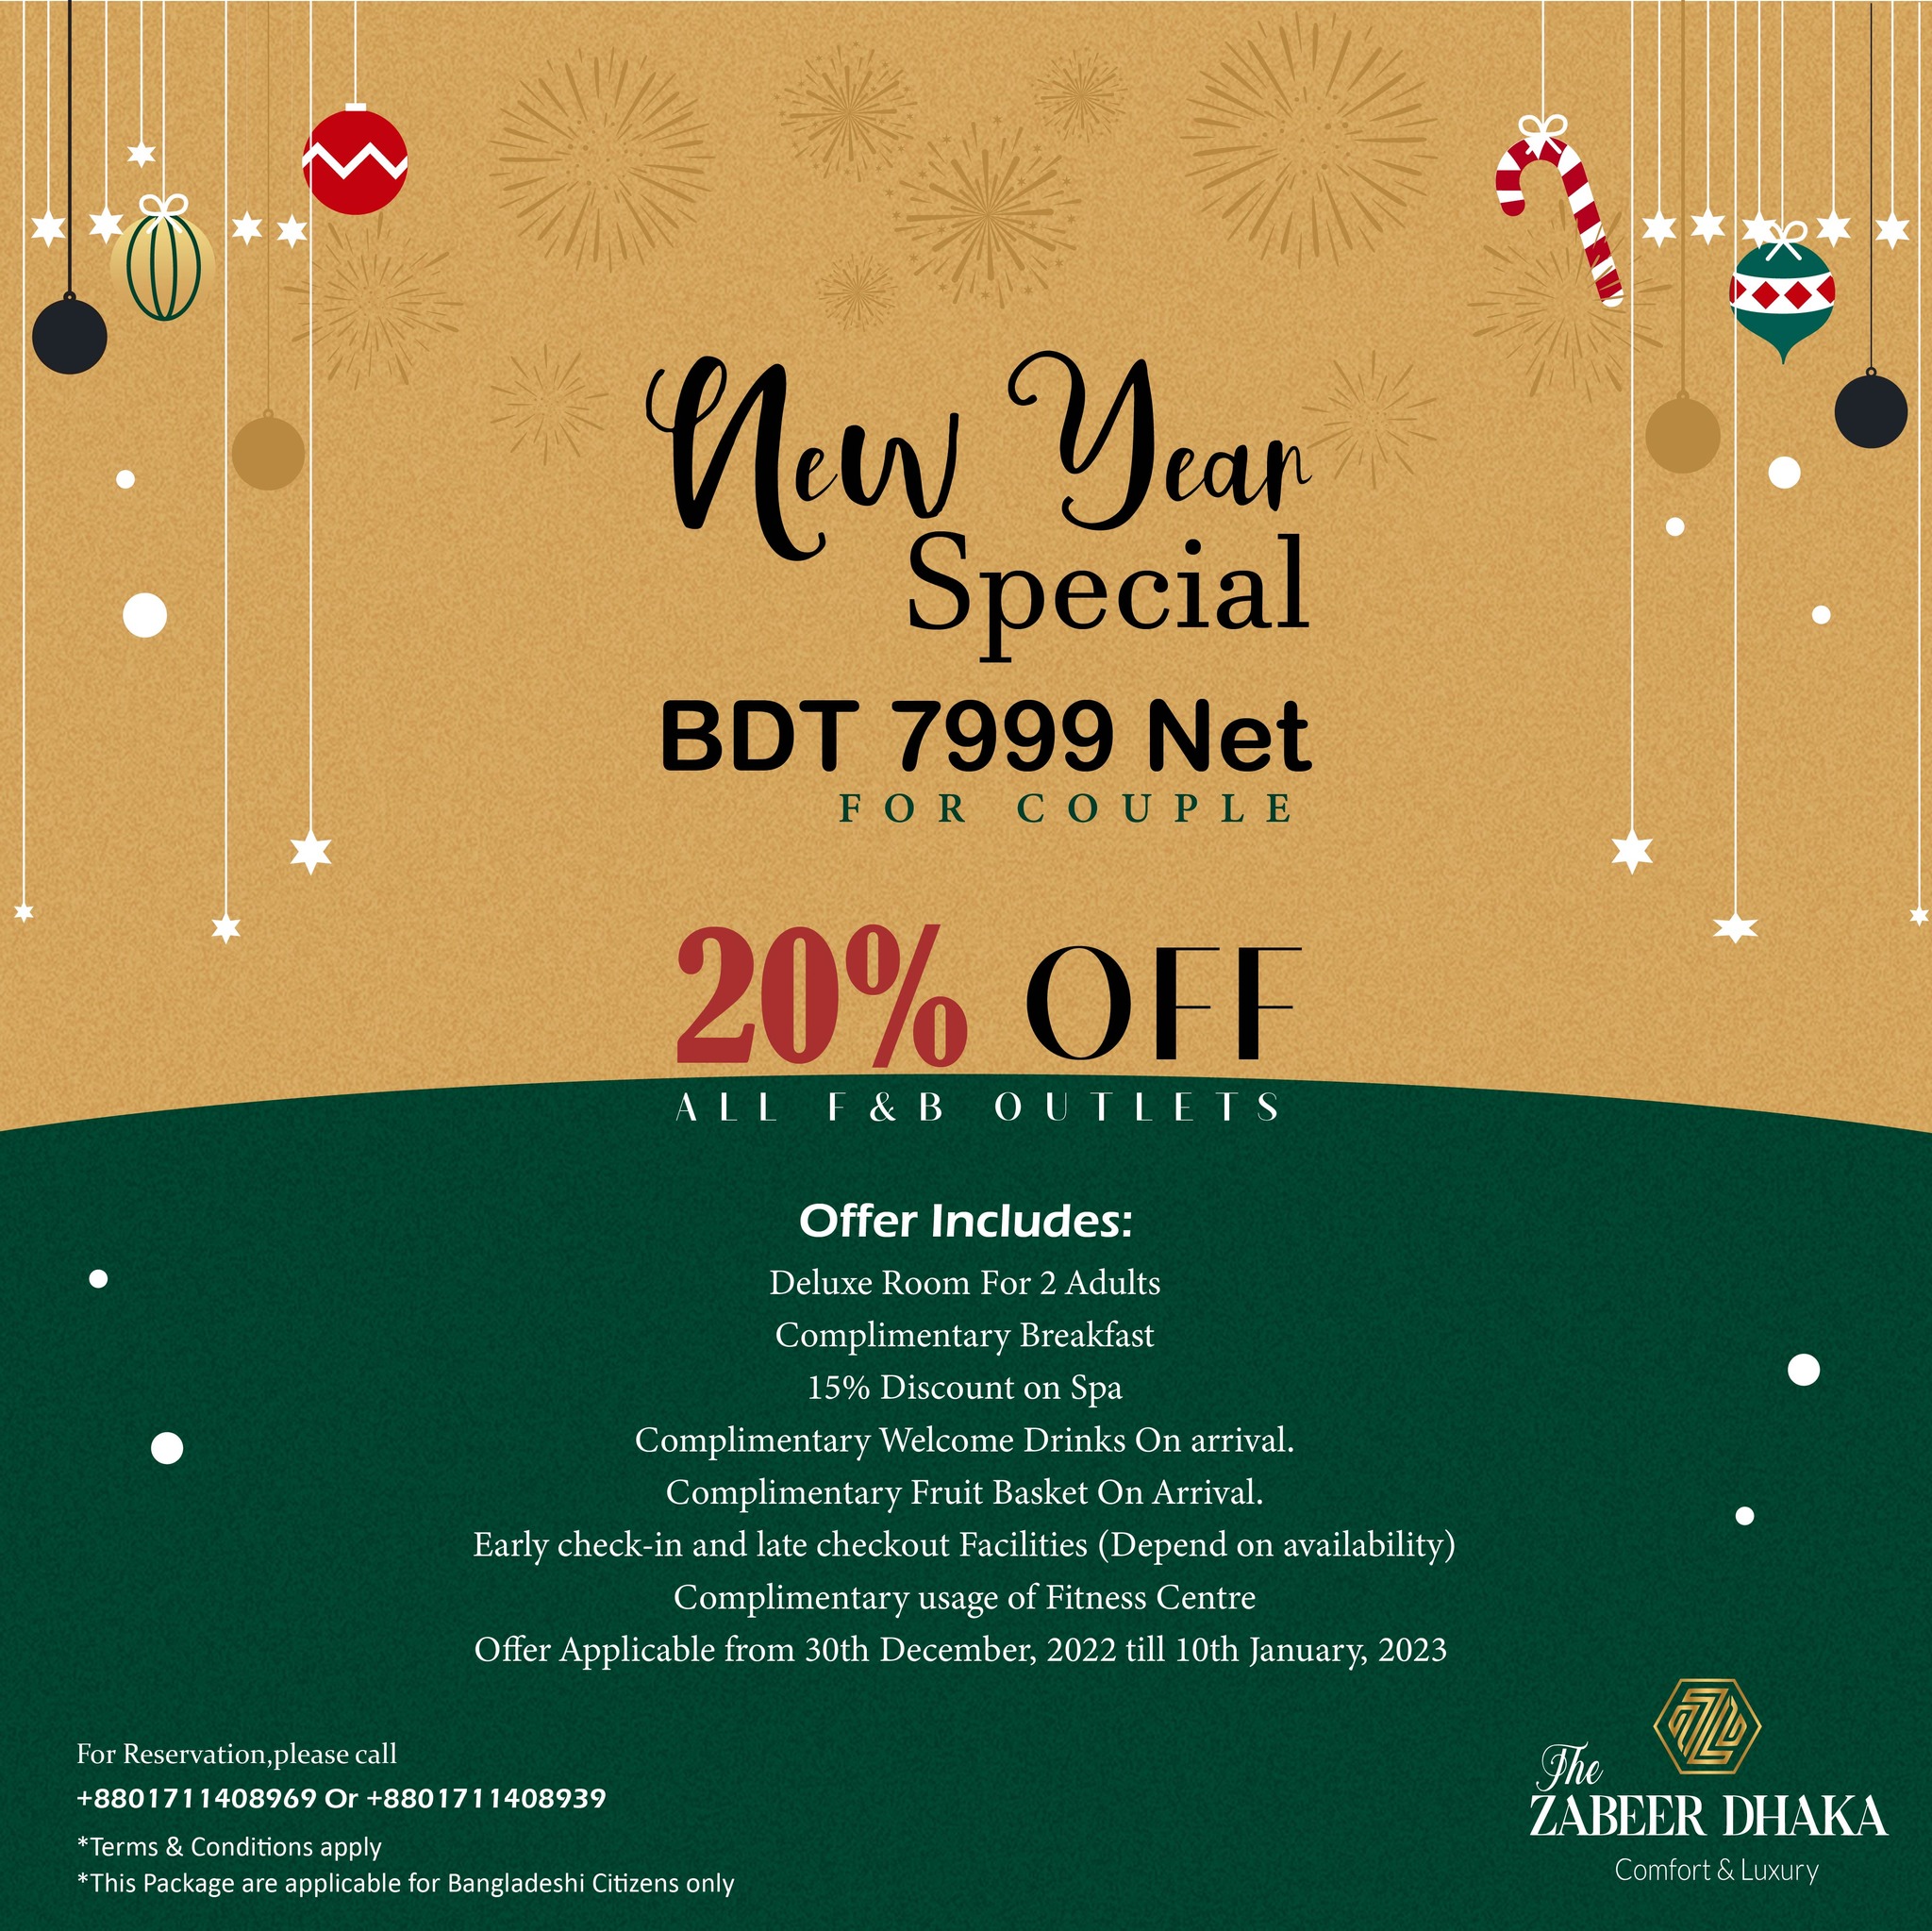 New Year
Special
BDT 7999 Net
FOR COUPLE
20% OFF
ALL F&B OUTLETS
Offer Includes:
Deluxe Room For 2 Adults
Complimentary Breakfast
15% Discount on Spa
Complimentary Welcome Drinks On arrival.
Complimentary Fruit Basket On Arrival.
Early check-in and late checkout Facilities (Depend on availability)
Complimentary usage of Fitness Centre
Offer Applicable from 30th December, 2022 till 10th January, 2023
For Reservation,please call
+8801711408969 Or +8801711408939
*Terms & Conditions apply
*This Package are applicable for Bangladeshi Citizens only
The
ZABEER DHAKA
Comfort & Luxury